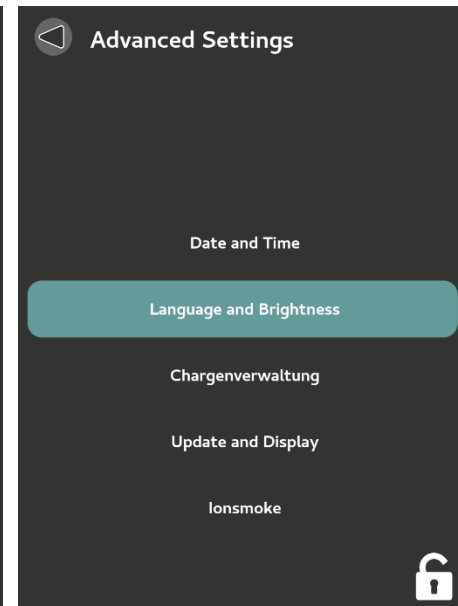 Advanced Settings
Date and Time
Language and Brightness
Chargenverwaltung
Update and Display
Ionsmoke